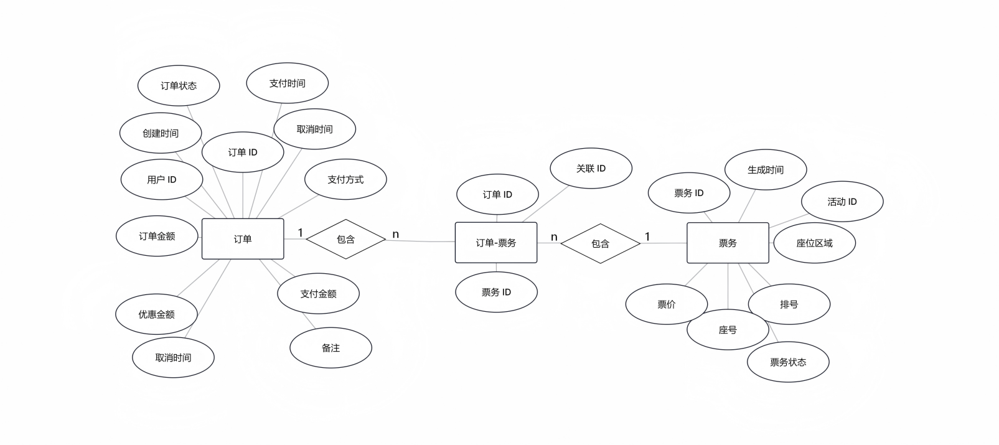 订单状态
支付时间
创建时间
取消时间
订单 ID
用户 ID
支付方式
订单金额
订单
1
包含
n
优惠金额
支付金额
取消时间
备注
订单 ID
关联 ID
订单-票务
n
包含
1
票务 ID
票务 ID
生成时间
活动 ID
票务
座位区域
票价
排号
座号
票务状态